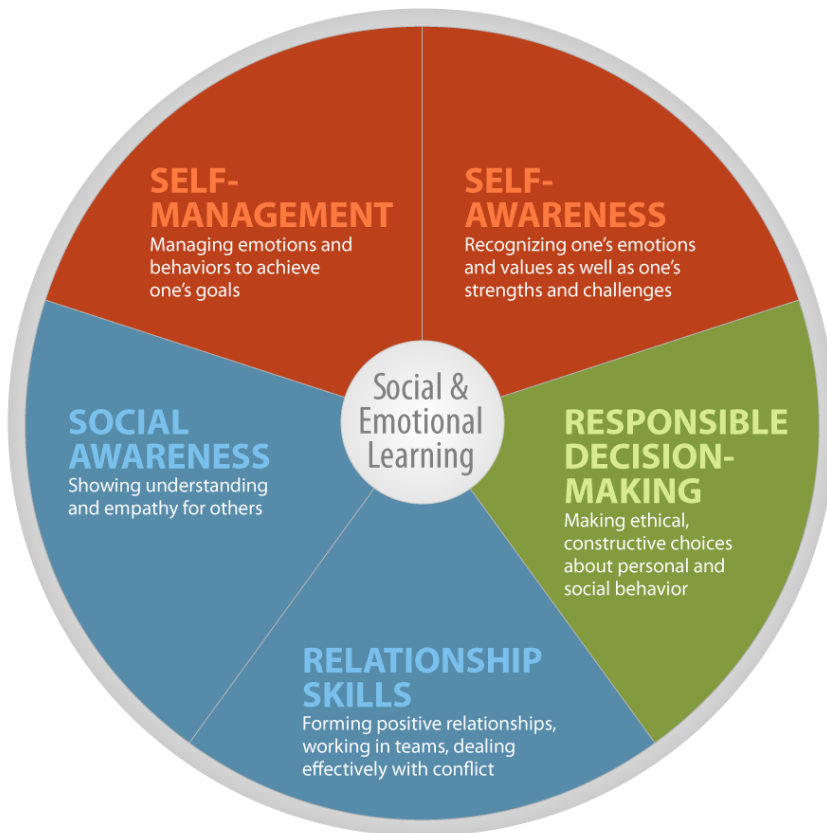 SELF-
MANAGEMENT
Managing emotions and
behaviors to achieve
one’s goals
SELF-
AWARENESS
Recognizing one’s emotions
and values as well as one’s
strengths and challenges
Social &
Emotional
Learning
SOCIAL
AWARENESS
Showing understanding
and empathy for others
RESPONSIBLE
DECISION-
MAKING
Making ethical,
constructive choices
about personal and
social behavior
RELATIONSHIP
SKILLS
Forming positive relationships,
working in teams, dealing
effectively with conflict